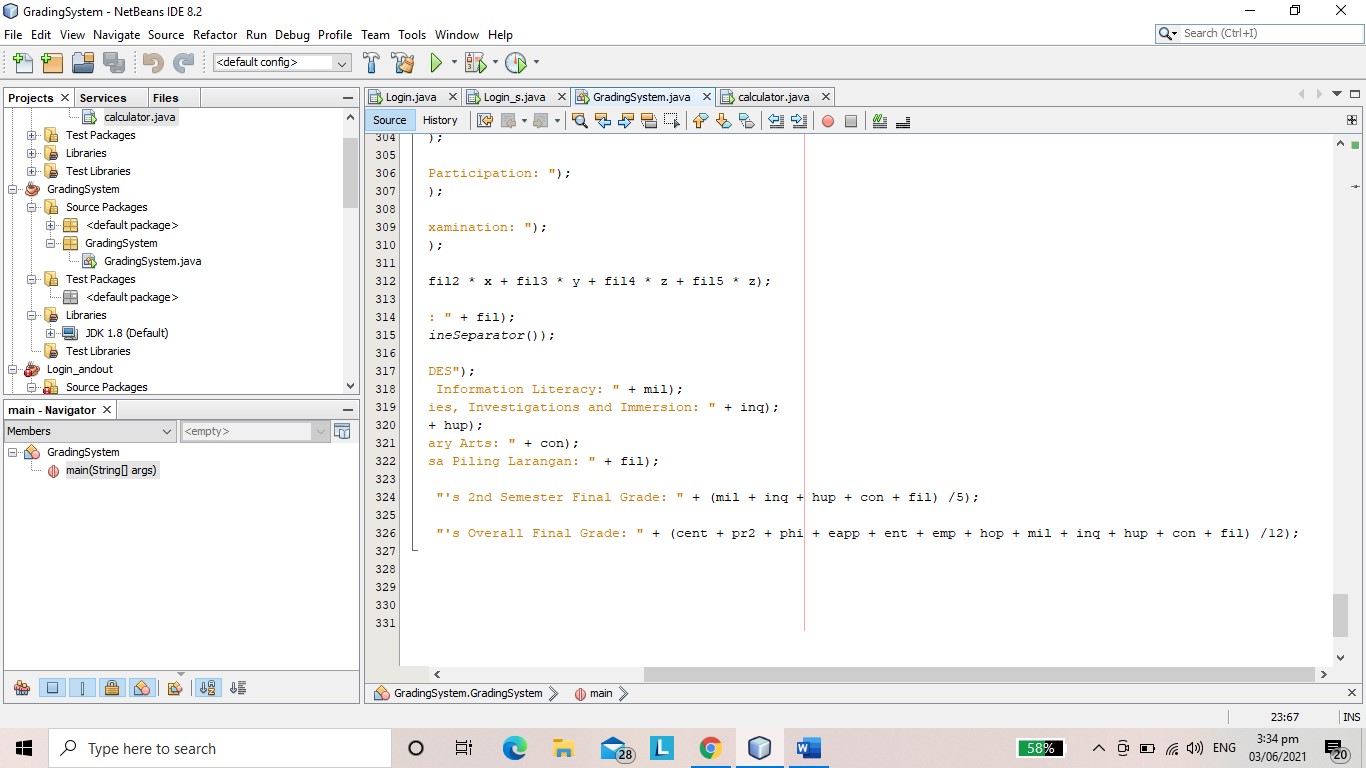 GradingSystem - NetBeans IDE 8.2
File Edit View Navigate Source Refactor Run Debug Profile Team Tools Window Help
Search (Ctrl+I)
<default config>
Projects Services Files
calculator.java
Test Packages
Libraries
Test Libraries
GradingSystem
Source Packages
<default package>
GradingSystem
GradingSystem.java
Test Packages
<default package>
Libraries
JDK 1.8 (Default)
Test Libraries
Login_andout
Source Packages
main - Navigator
Members <empty>
GradingSystem
main(String[] args)
Login.java Login_s.java GradingSystem.java calculator.java
Source History
304 );
305
306 Participation: ");
307 );
308
309 xamination: ");
310 );
311
312 fil2 * x + fil3 * y + fil4 * z + fil5 * z);
313
314 : " + fil);
315 ineSeparator());
316
317 DES");
318 Information Literacy: " + mil);
319 ies, Investigations and Immersion: " + inq);
320 + hup);
321 ary Arts: " + con);
322 sa Piling Larangan: " + fil);
323
324 "'s 2nd Semester Final Grade: " + (mil + inq + hup + con + fil) /5);
325
326 "'s Overall Final Grade: " + (cent + pr2 + phi + eapp + ent + emp + hop + mil + inq + hup + con + fil) /12);
327
328
329
330
331
GradingSystem.GradingSystem main
23:67 INS
Type here to search
28
L
W
58%
ENG
3:34 pm
03/06/2021
20